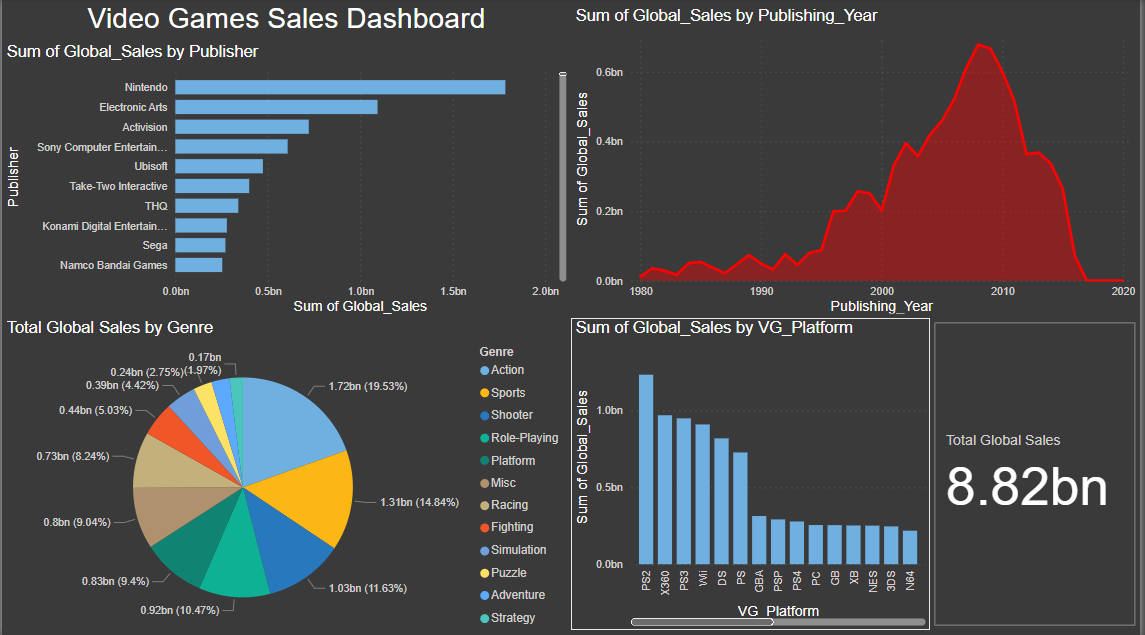 Video Games Sales Dashboard
Sum of Global_Sales by Publisher
Publisher
Nintendo
Electronic Arts
Activision
Sony Computer Entertain...
Ubisoft
Take-Two Interactive
THQ
Konami Digital Entertain...
Sega
Namco Bandai Games
0.0bn 0.5bn 1.0bn 1.5bn 2.0bn
Sum of Global_Sales
Sum of Global_Sales by Publishing_Year
Sum of Global_Sales
0.6bn
0.4bn
0.2bn
0.0bn
1980 1990 2000 2010 2020
Publishing_Year
Total Global Sales by Genre
1.72bn (19.53%)
1.31bn (14.84%)
1.03bn (11.63%)
0.92bn (10.47%)
0.83bn (9.4%)
0.8bn (9.04%)
0.73bn (8.24%)
0.44bn (5.03%)
0.39bn (4.42%)
0.24bn (2.75%)
0.17bn
(1.97%)
Genre
Action
Sports
Shooter
Role-Playing
Platform
Misc
Racing
Fighting
Simulation
Puzzle
Adventure
Strategy
Sum of Global_Sales by VG_Platform
Sum of Global_Sales
1.0bn
0.5bn
0.0bn
PS2 X360 PS3 Wii DS PS GBA PSP PS4 PC GB XB NES 3DS N64
VG_Platform
Total Global Sales
8.82bn